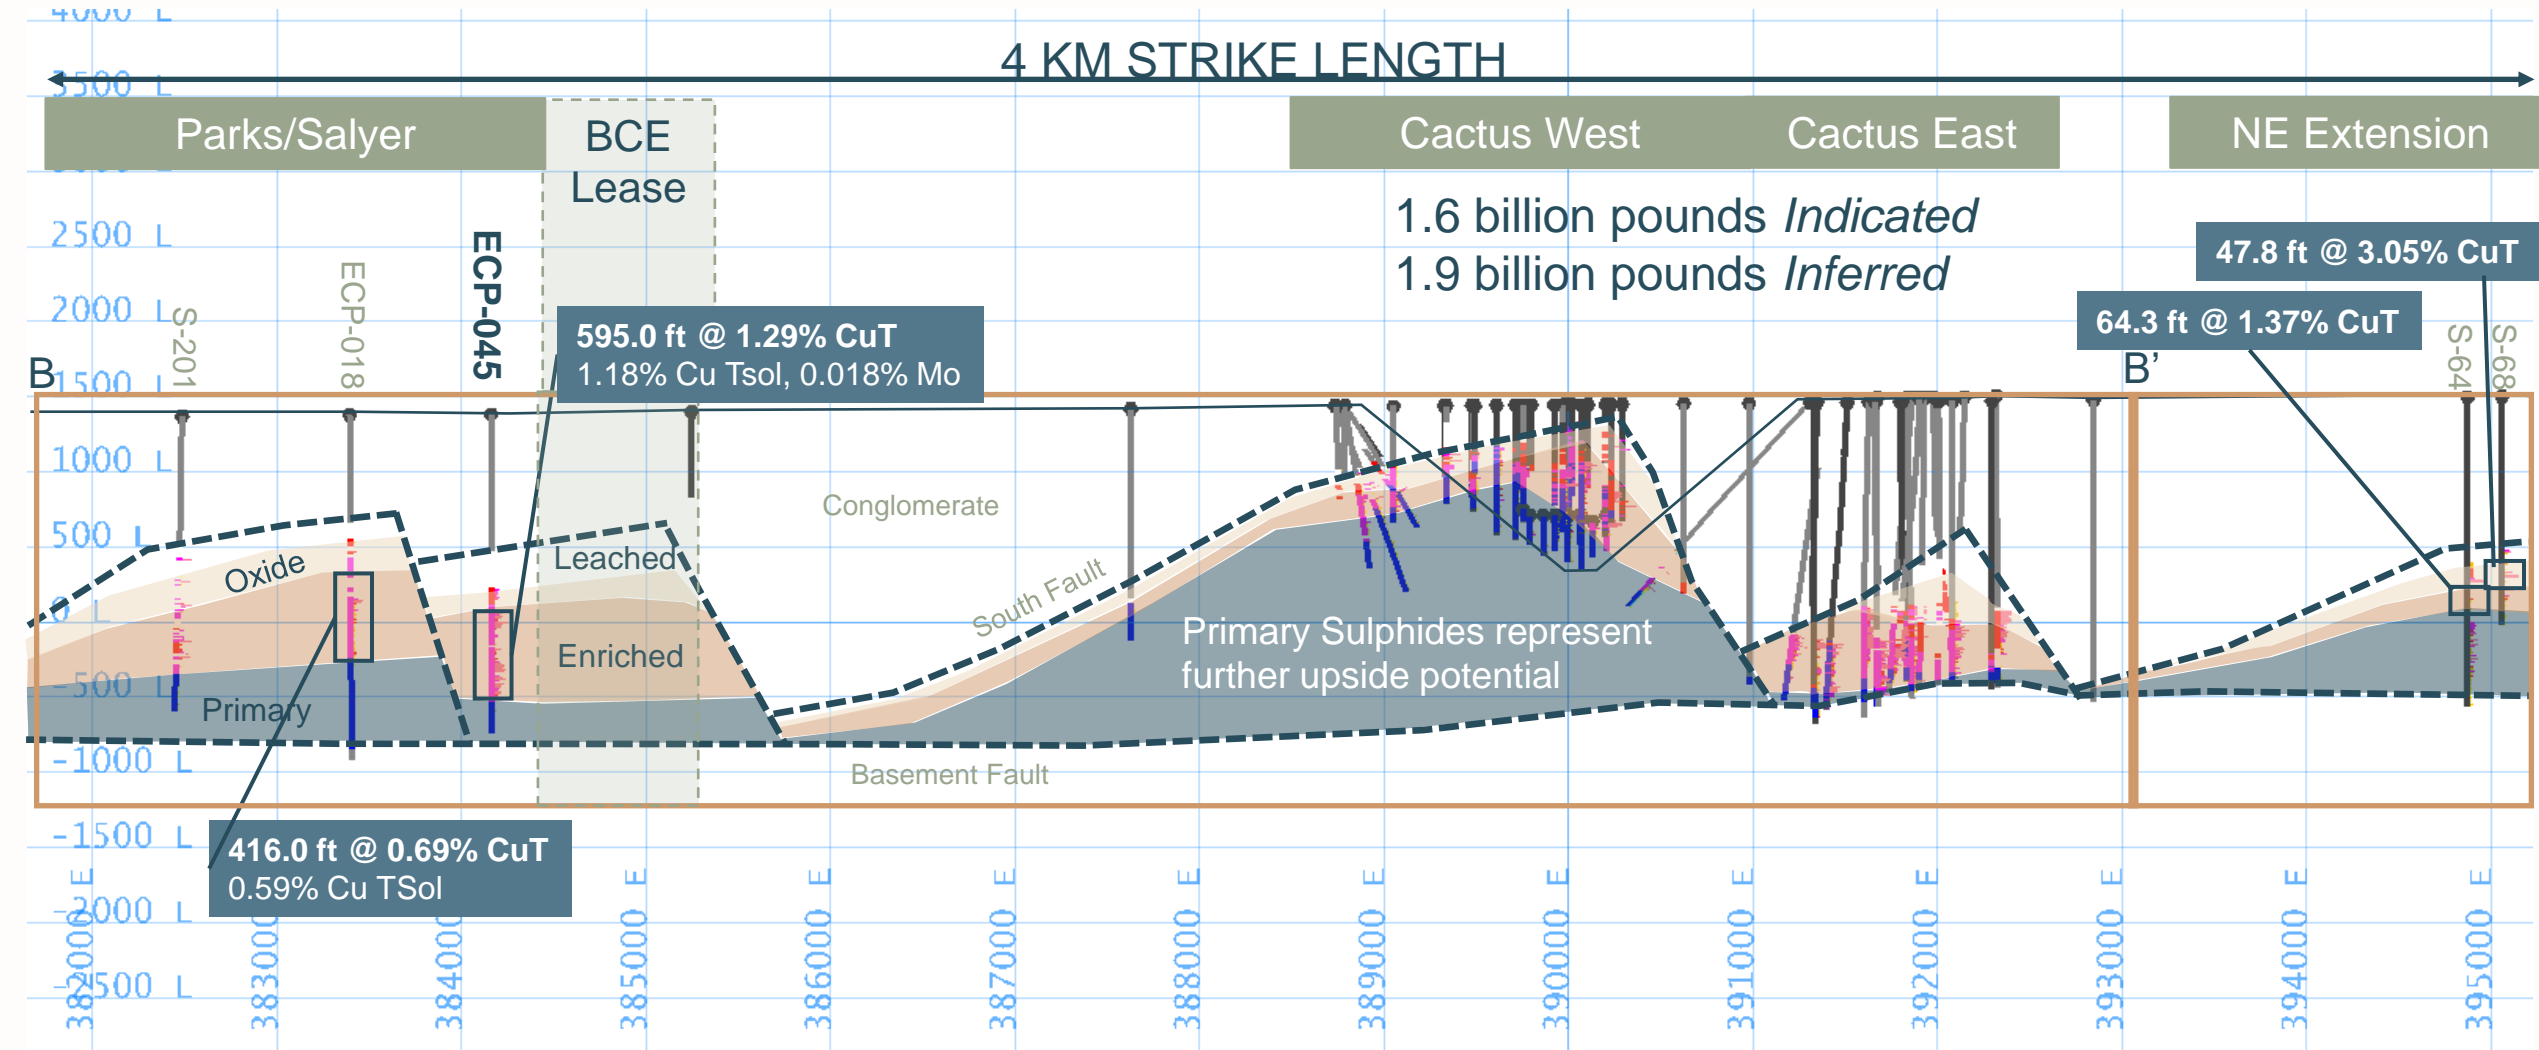 4000 L
4 KM STRIKE LENGTH
3500 L
Parks/Salyer
BCE
Lease
Cactus West
Cactus East
NE Extension
1.6 billion pounds Indicated
1.9 billion pounds Inferred
2500 L
2000 L
1500 L
1000 L
500 L
0 L
-500 L
-1000 L
-1500 L
-2000 L
-2500 L
47.8 ft @ 3.05% CuT
64.3 ft @ 1.37% CuT
S-201
ECP-018
ECP-045
S-64
S-68
B
B’
595.0 ft @ 1.29% CuT
1.18% Cu Tsol, 0.018% Mo
Conglomerate
Leached
Oxide
Enriched
South Fault
Primary
Primary Sulphides represent
further upside potential
Basement Fault
416.0 ft @ 0.69% CuT
0.59% Cu TSol
382000 E
383000
384000
385000 E
386000 E
387000 E
388000 E
389000 E
390000 E
391000 E
392000 E
393000 E
394000 E
395000 E